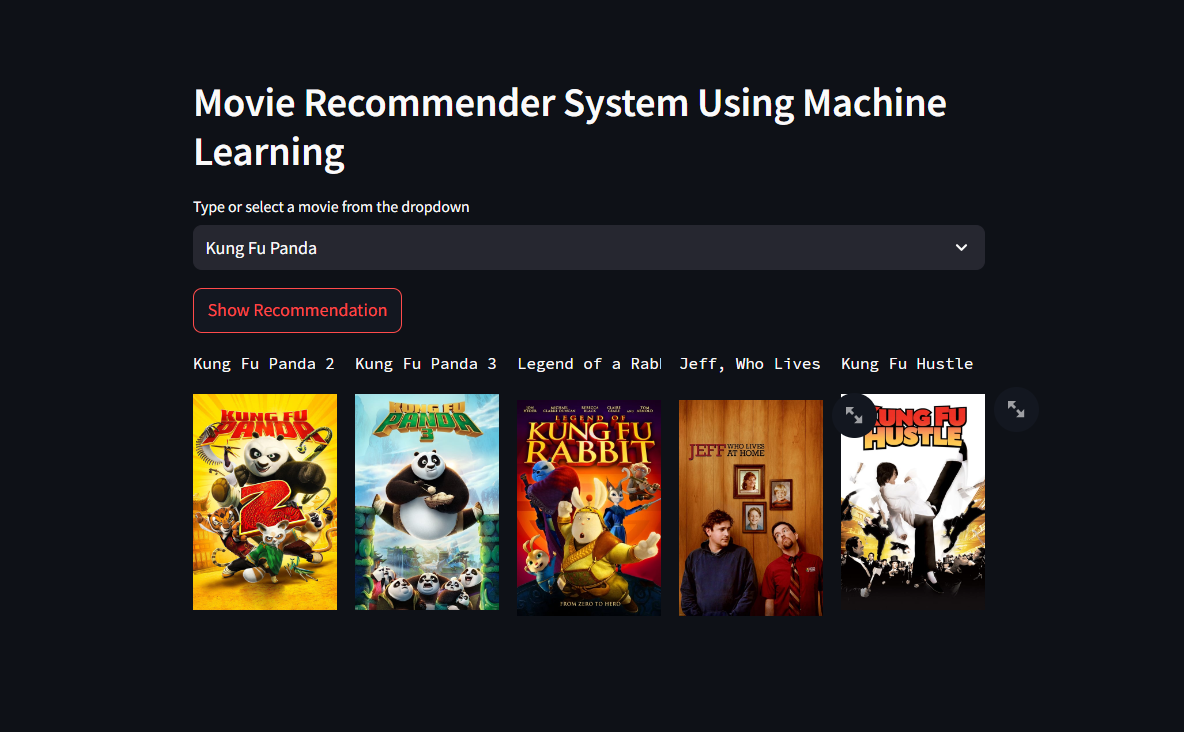 Movie Recommender System Using Machine
Learning
Type or select a movie from the dropdown
Kung Fu Panda
Show Recommendation
Kung Fu Panda 2
Kung Fu Panda 3
Legend of a Rabb
Jeff, Who Lives
Kung Fu Hustle
KUNG FU
PANDA
2
KUNG FU
PANDA
3
LEGEND OF
KUNG FU
RABBIT
FROM ZERO TO HERO
JEFF WHO LIVES
AT HOME
KUNG FU
HUSTLE